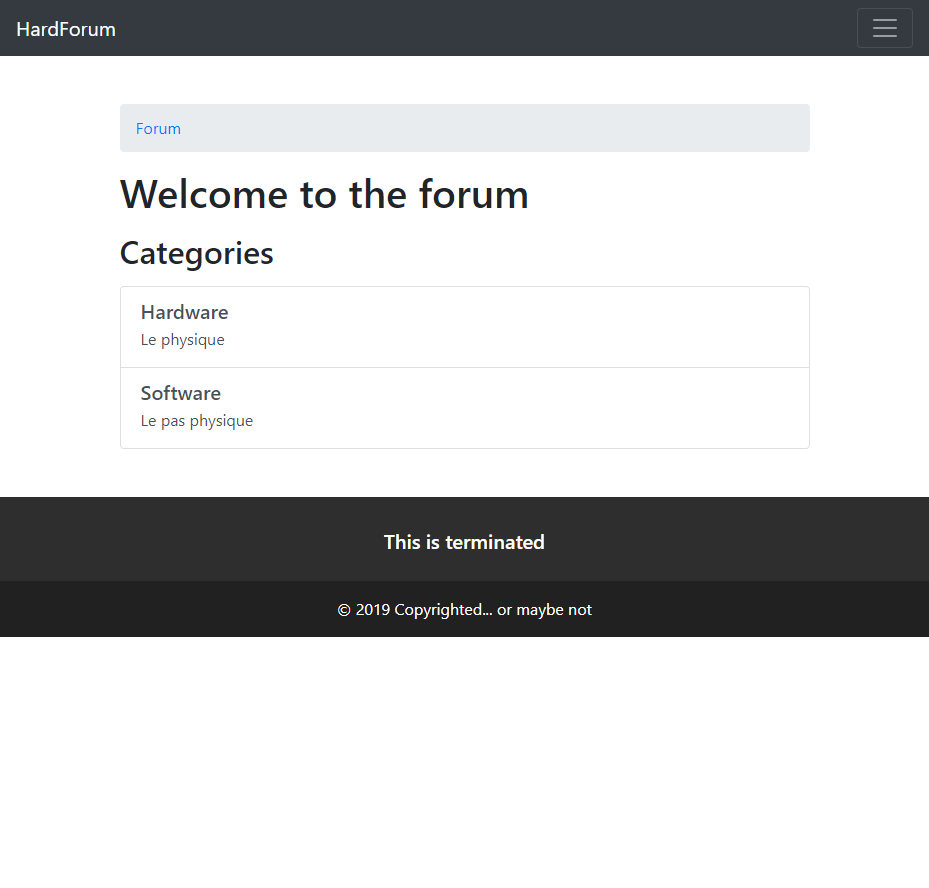 HardForum
Forum
Welcome to the forum
Categories
Hardware
Le physique
Software
Le pas physique
This is terminated
© 2019 Copyrighted... or maybe not